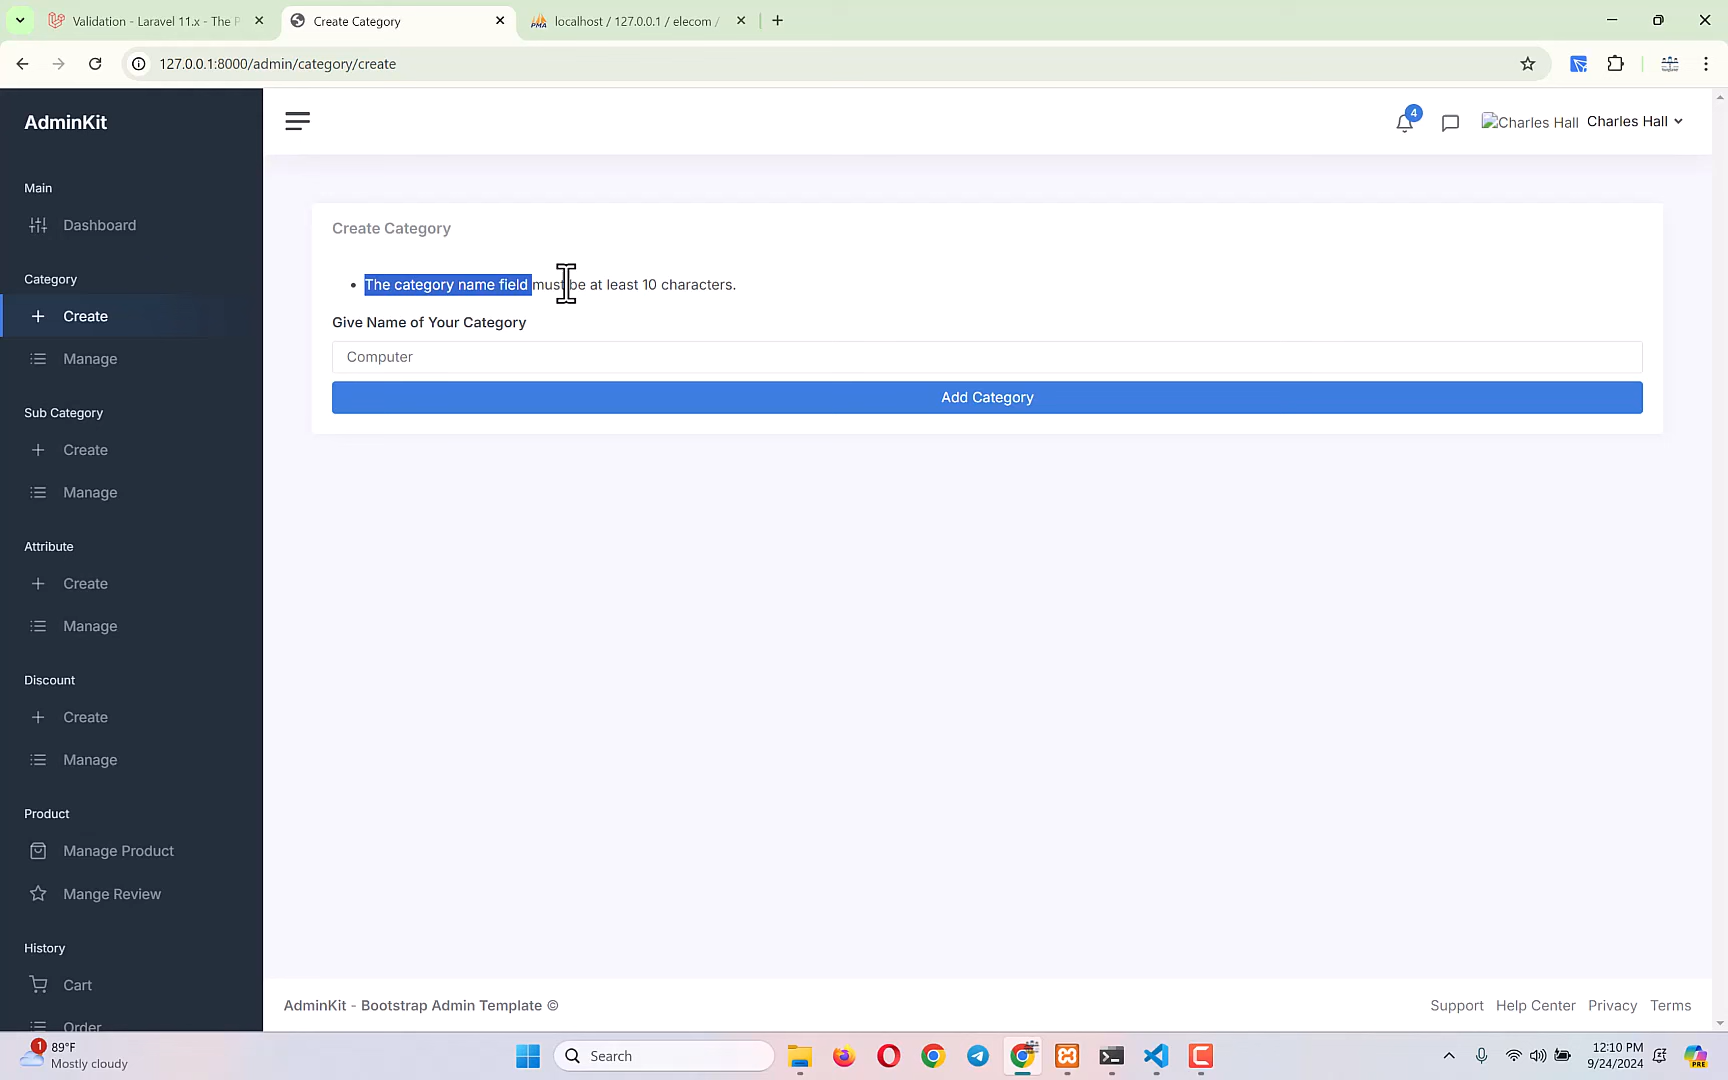 Validation - Laravel 11.x - The P
Create Category
PMA
localhost / 127.0.0.1 / elecom /
127.0.0.1:8000/admin/category/create
AdminKit
4
Charles Hall
Charles Hall
Main
Dashboard
Category
Create
Manage
Sub Category
Create
Manage
Attribute
Create
Manage
Discount
Create
Manage
Product
Manage Product
Mange Review
History
Cart
Order
Create Category
• The category name field must be at least 10 characters.
Give Name of Your Category
Computer
Add Category
AdminKit - Bootstrap Admin Template ©
Support Help Center Privacy Terms
1
89°F
Mostly cloudy
Search
12:10 PM
9/24/2024
PRE